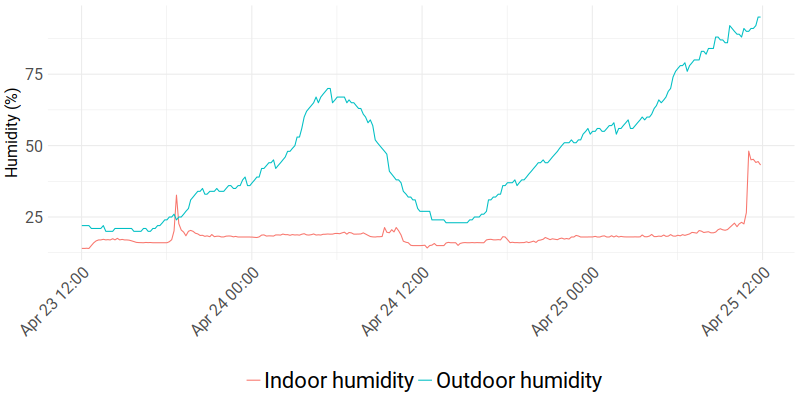 Humidity (%)
75
50
25
Apr 23 12:00
Apr 24 00:00
Apr 24 12:00
Apr 25 00:00
Apr 25 12:00
Indoor humidity
Outdoor humidity